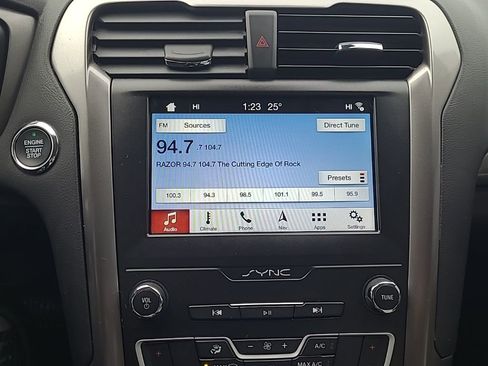 HI 1:23 25° HI
ENGINE
START
STOP
FM Sources Direct Tune
94.7 .7 104.7
RAZOR 94.7 104.7 The Cutting Edge Of Rock
Presets
100.3 94.3 98.5 101.1 99.5 95.9
Audio Climate Phone Nav Apps Settings
SYNC
VOL TUNE
A/C
MAX A/C